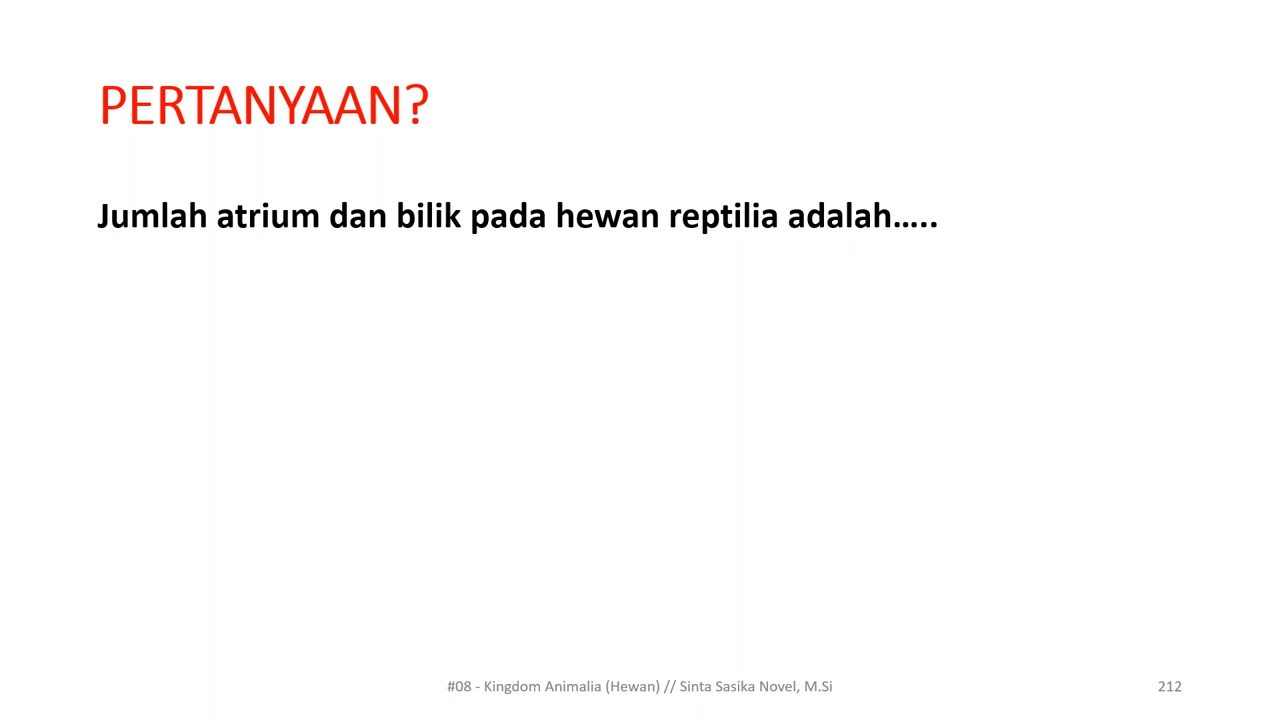 PERTANYAAN?
Jumlah atrium dan bilik pada hewan reptilia adalah…..
#08 - Kingdom Animalia (Hewan) // Sinta Sasika Novel, M.Si
212